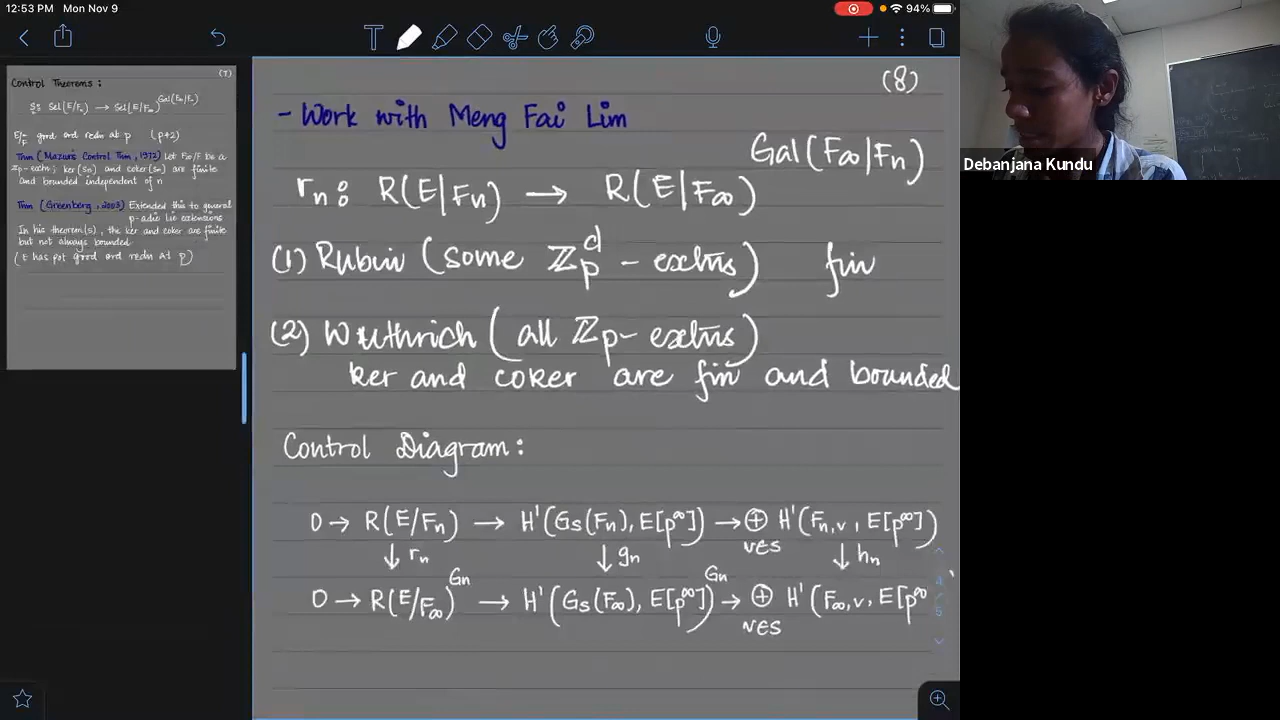 12:53 PM Mon Nov 9
94%
Control Theorems :
(7)
Sel(E/Fn) → Sel(E/F∞)^Gal(F∞/Fn)
E/F good ord redn at p (p≠2)
Thm (Mazur's Control Thm, 1972) Let F∞/F be a
Zp-extn; ker(Sn) and coker(Sn) are finite
and bounded independent of n
Thm (Greenberg, 2003) Extended this to general
p-adic Lie extensions
In his theorem(s), the ker and coker are finite
but not always bounded
(E has pot good ord redn at p)
(8)
- Work with Meng Fai Lim
rn : R(E|Fn) → R(E|F∞)^Gal(F∞|Fn)
(1) Rubin (some ℤp^d - extns) fin
(2) Wuthrich (all ℤp - extns)
ker and coker are fin and bounded
Control Diagram :
0 → R(E/Fn) → H'(Gs(Fn), E[p∞]) → ⊕ H'(Fn,v , E[p∞])
v∈S
↓ rn ↓ gn ↓ hn
0 → R(E/F∞)^Gn → H'(Gs(F∞), E[p∞])^Gn → ⊕ H'(F∞,v , E[p∞
v∈S
Debanjana Kundu